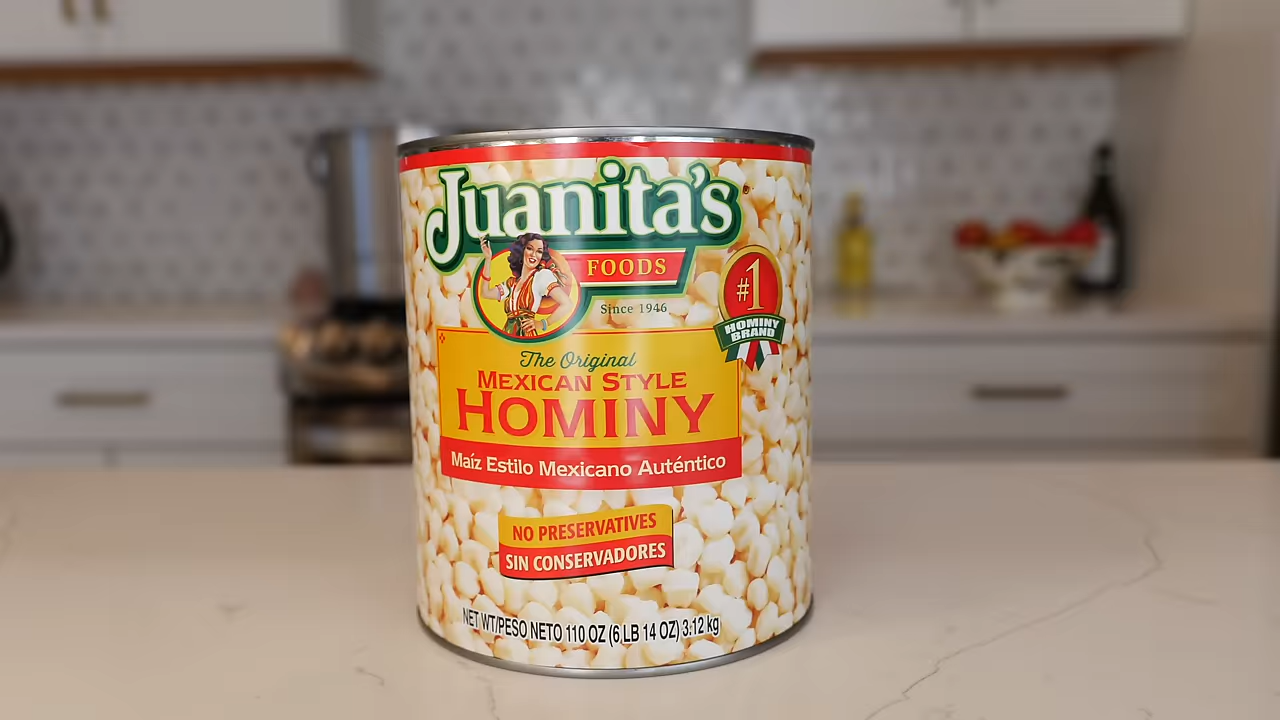 Juanita's
FOODS
Since 1946
#1
HOMINY
BRAND
The Original
MEXICAN STYLE
HOMINY
Maíz Estilo Mexicano Auténtico
NO PRESERVATIVES
SIN CONSERVADORES
NET WT/PESO NETO 110 OZ (6 LB 14 OZ) 3.12 kg